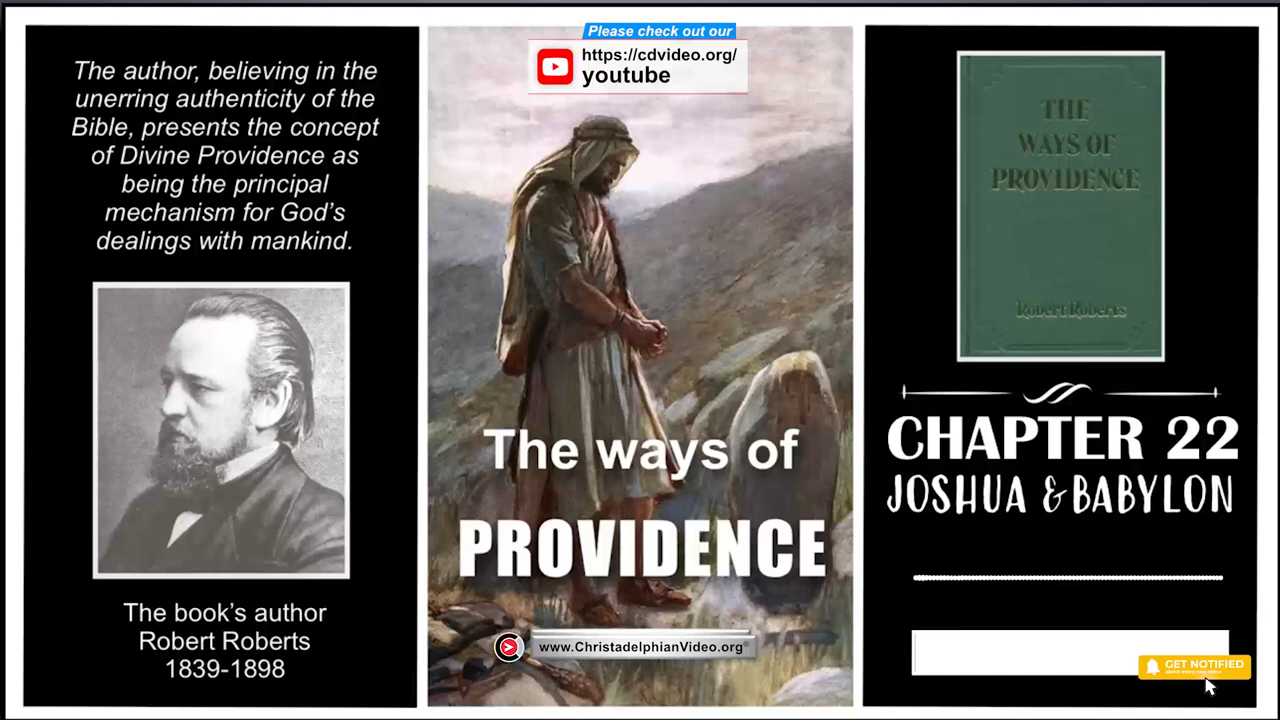 The author, believing in the
unerring authenticity of the
Bible, presents the concept
of Divine Providence as
being the principal
mechanism for God's
dealings with mankind.
The book's author
Robert Roberts
1839-1898
Please check out our
https://cdvideo.org/
youtube
The ways of
PROVIDENCE
www.ChristadelphianVideo.org®
THE
WAYS OF
PROVIDENCE
Robert Roberts
CHAPTER 22
JOSHUA & BABYLON
GET NOTIFIED